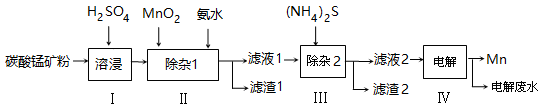 H₂SO₄ MnO₂ 氨水 (NH₄)₂S
碳酸锰矿粉 溶浸 除杂1 滤液1 除杂2 滤液2 电解 Mn
滤渣1 滤渣2 电解废水
Ⅰ Ⅱ Ⅲ Ⅳ